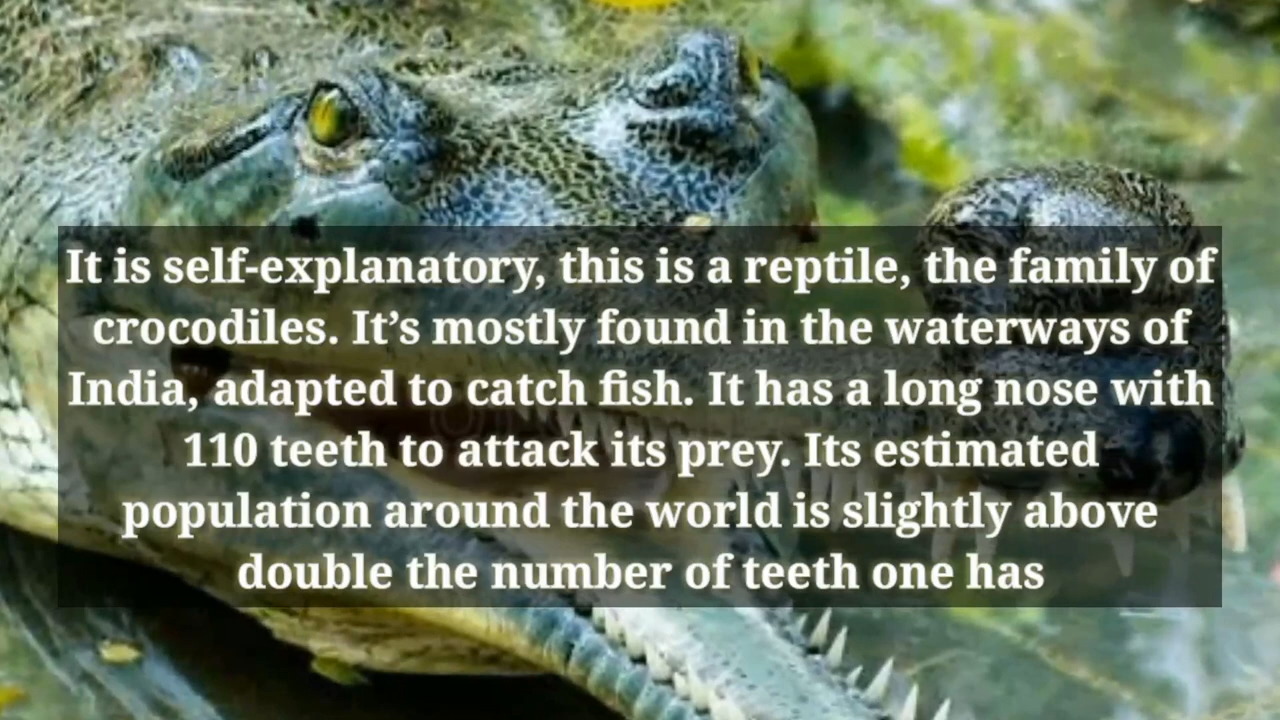 It is self-explanatory, this is a reptile, the family of
crocodiles. It’s mostly found in the waterways of
India, adapted to catch fish. It has a long nose with
110 teeth to attack its prey. Its estimated
population around the world is slightly above
double the number of teeth one has